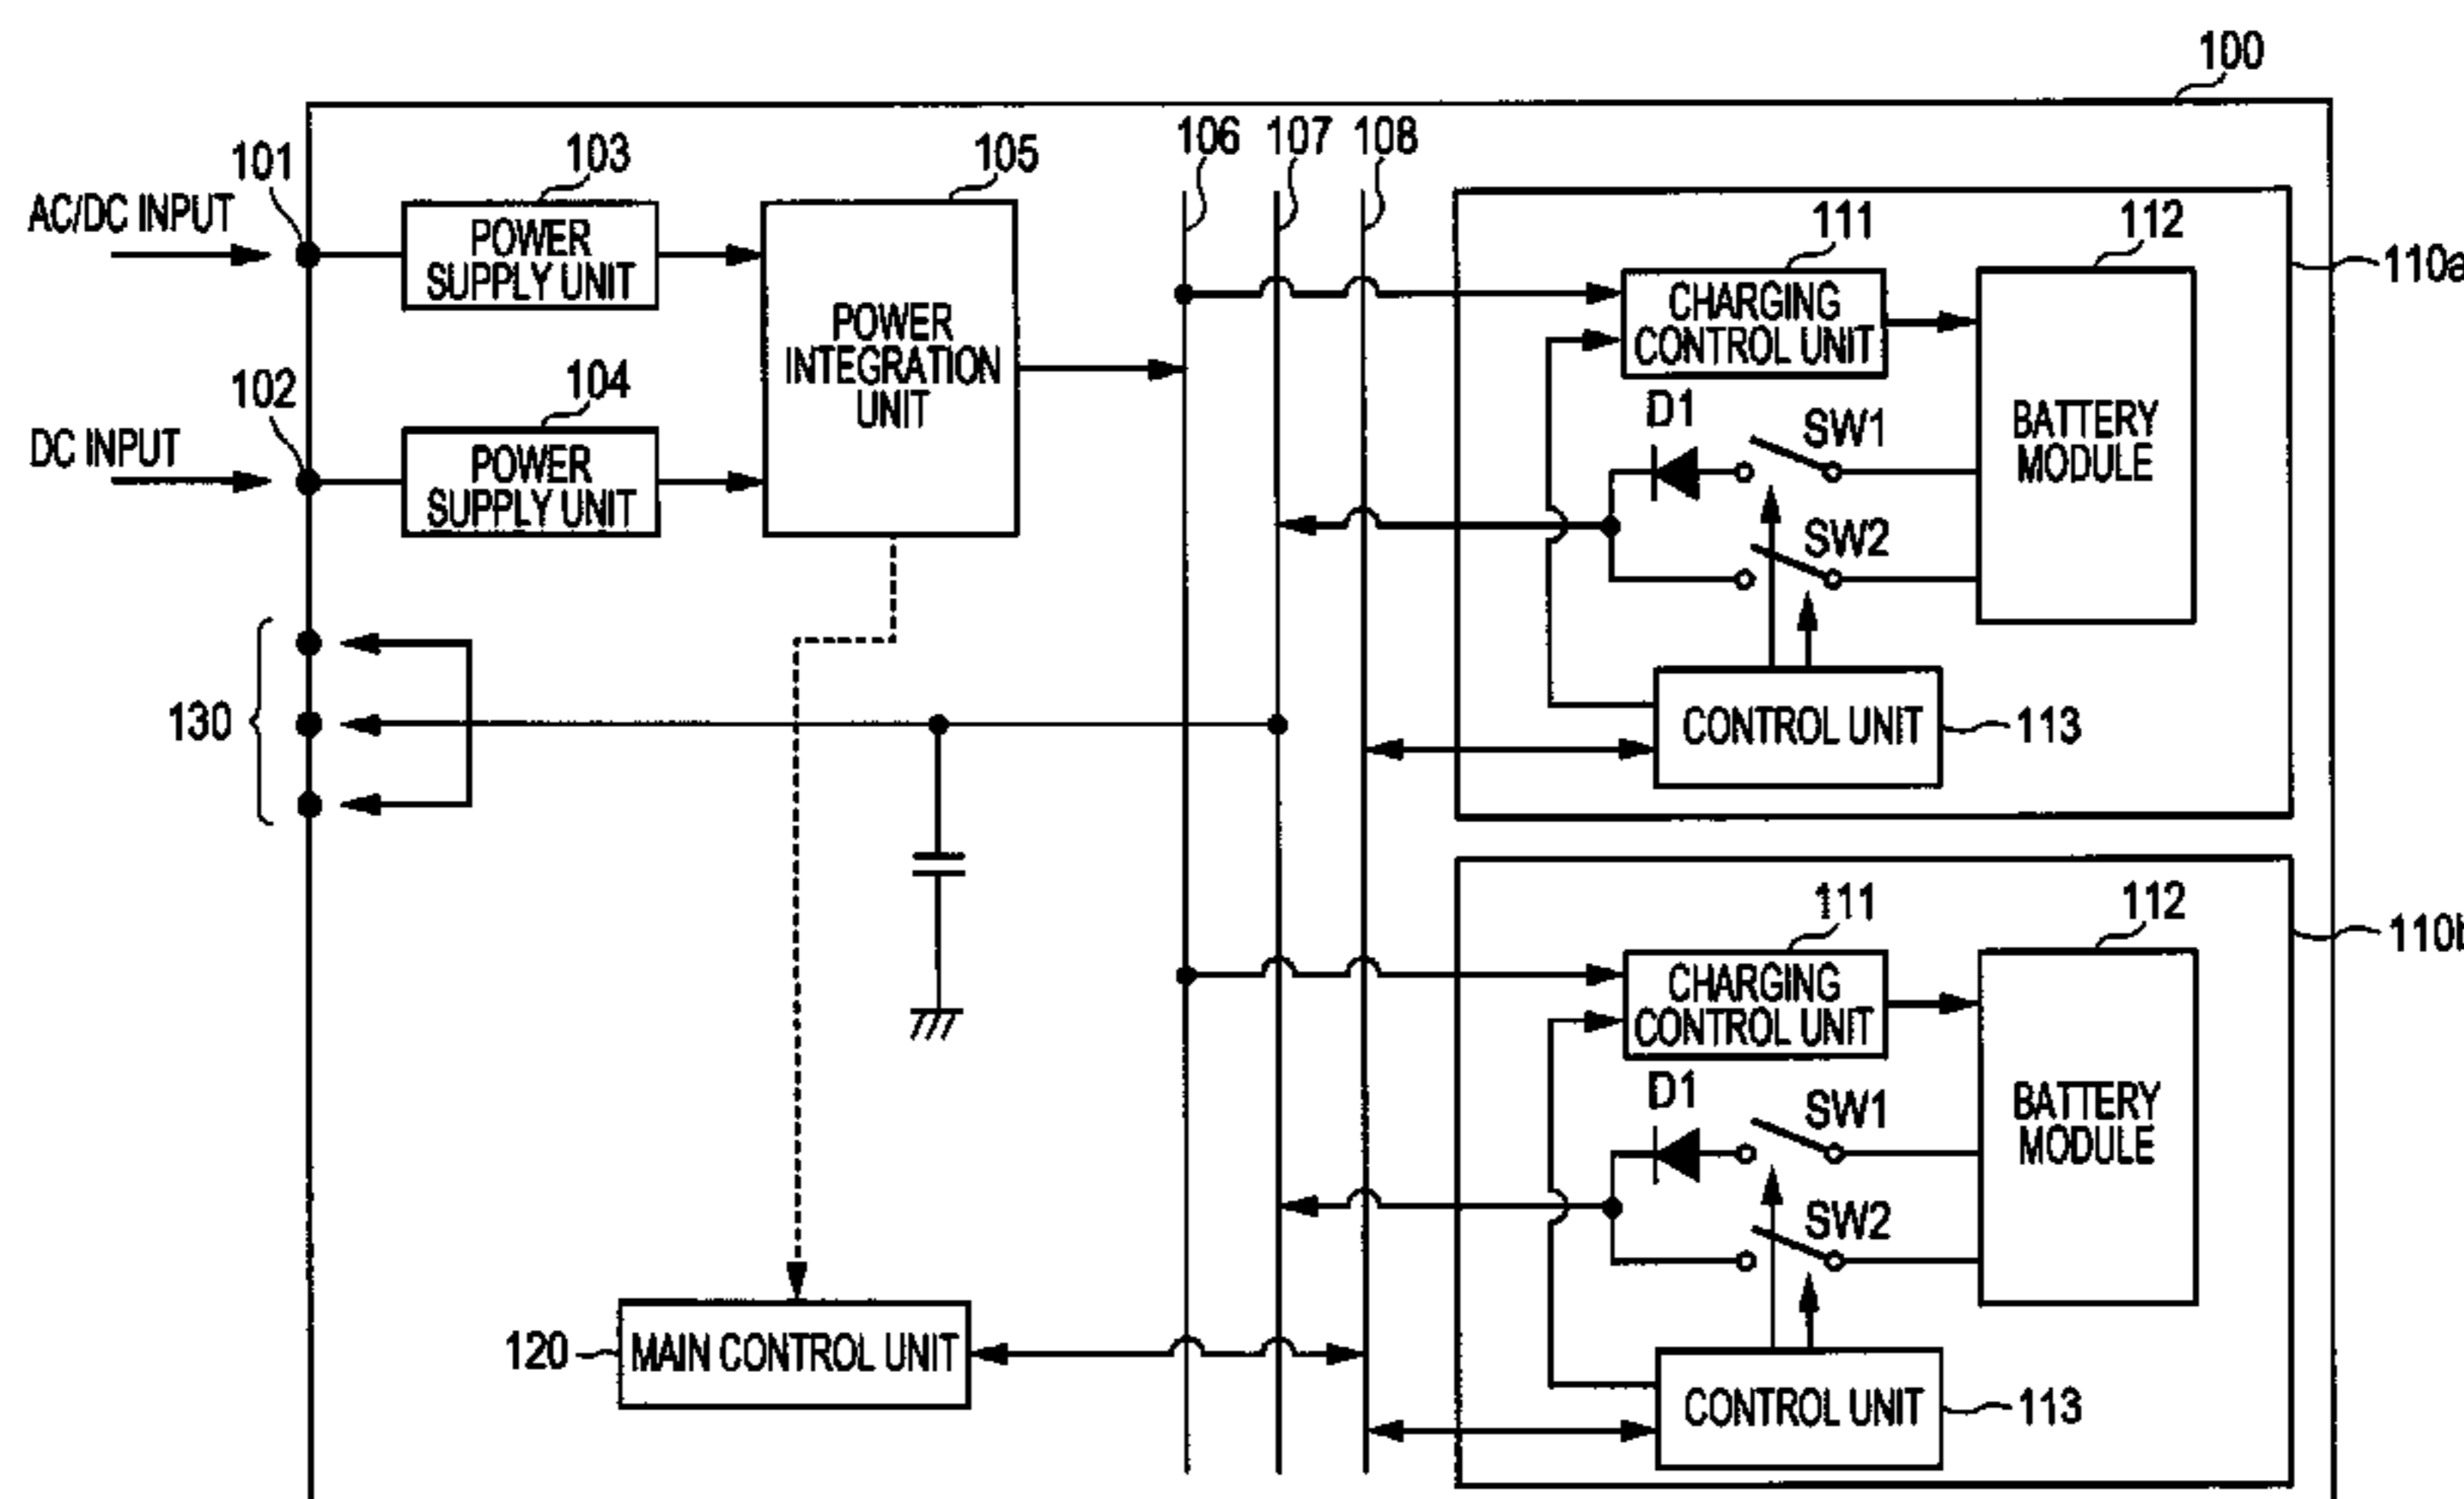 100
101
103
105
106
107
108
AC/DC INPUT
POWER
SUPPLY UNIT
111
112
110a
CHARGING
CONTROL UNIT
POWER
INTEGRATION
UNIT
102
104
D1
SW1
BATTERY
MODULE
DC INPUT
POWER
SUPPLY UNIT
SW2
130
CONTROL UNIT
113
111
112
110b
CHARGING
CONTROL UNIT
D1
SW1
BATTERY
MODULE
SW2
120
MAIN CONTROL UNIT
CONTROL UNIT
113